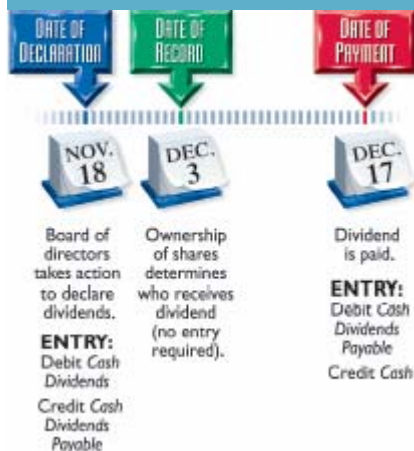 DATE OF
DECLARATION
DATE OF
RECORD
DATE OF
PAYMENT
NOV.
18
DEC.
3
DEC.
17
Board of
directors
takes action
to declare
dividends.
ENTRY:
Debit Cash
Dividends
Credit Cash
Dividends
Payable
Ownership
of shares
determines
who receives
dividend
(no entry
required).
Dividend
is paid.
ENTRY:
Debit Cash
Dividends
Payable
Credit Cash